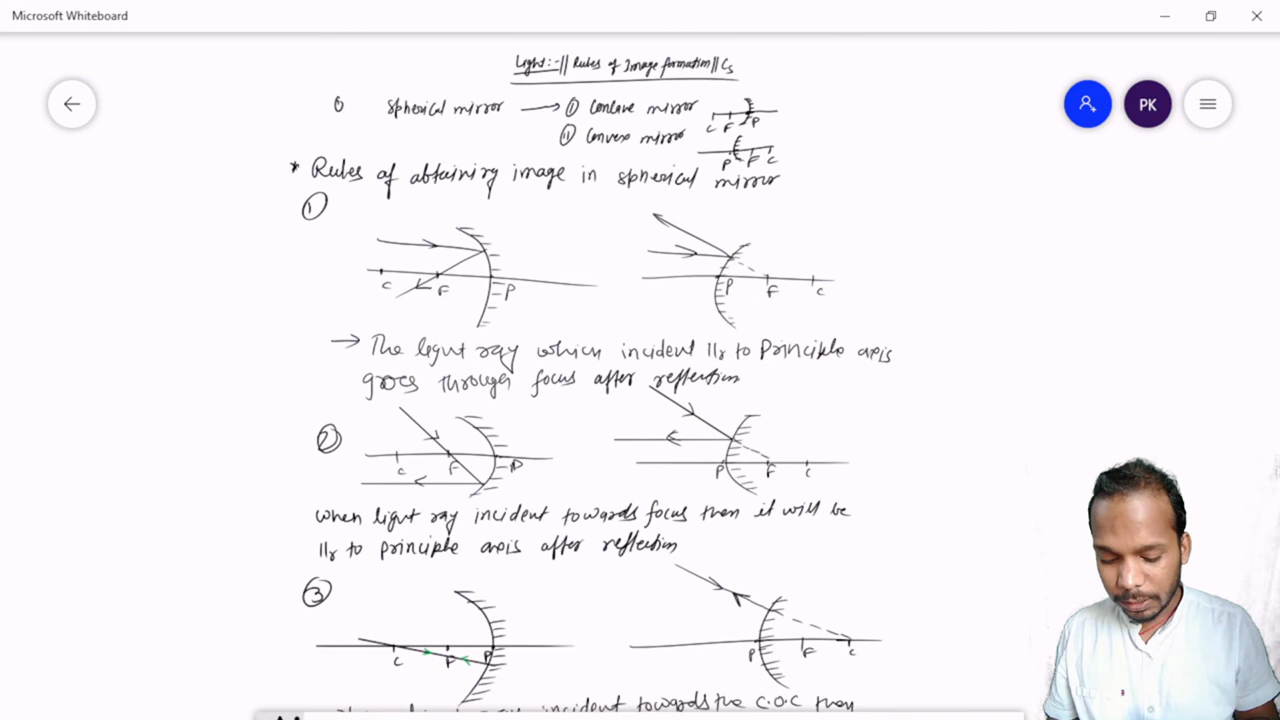 Microsoft Whiteboard
Light:-|| Rules of Image formation || Cs
Spherical mirror → ① Concave mirror
C F P
⑪ Convex mirror
P F C
* Rules of obtaining image in spherical mirror
①
C F P
P F C
→ The light ray which incident ||r to principle axis
goes through focus after reflection
②
C F P
P F C
when light ray incident towards focus then it will be
||r to principle axis after reflection
③
C F P
P F C
incident towards the C.O.C then
PK